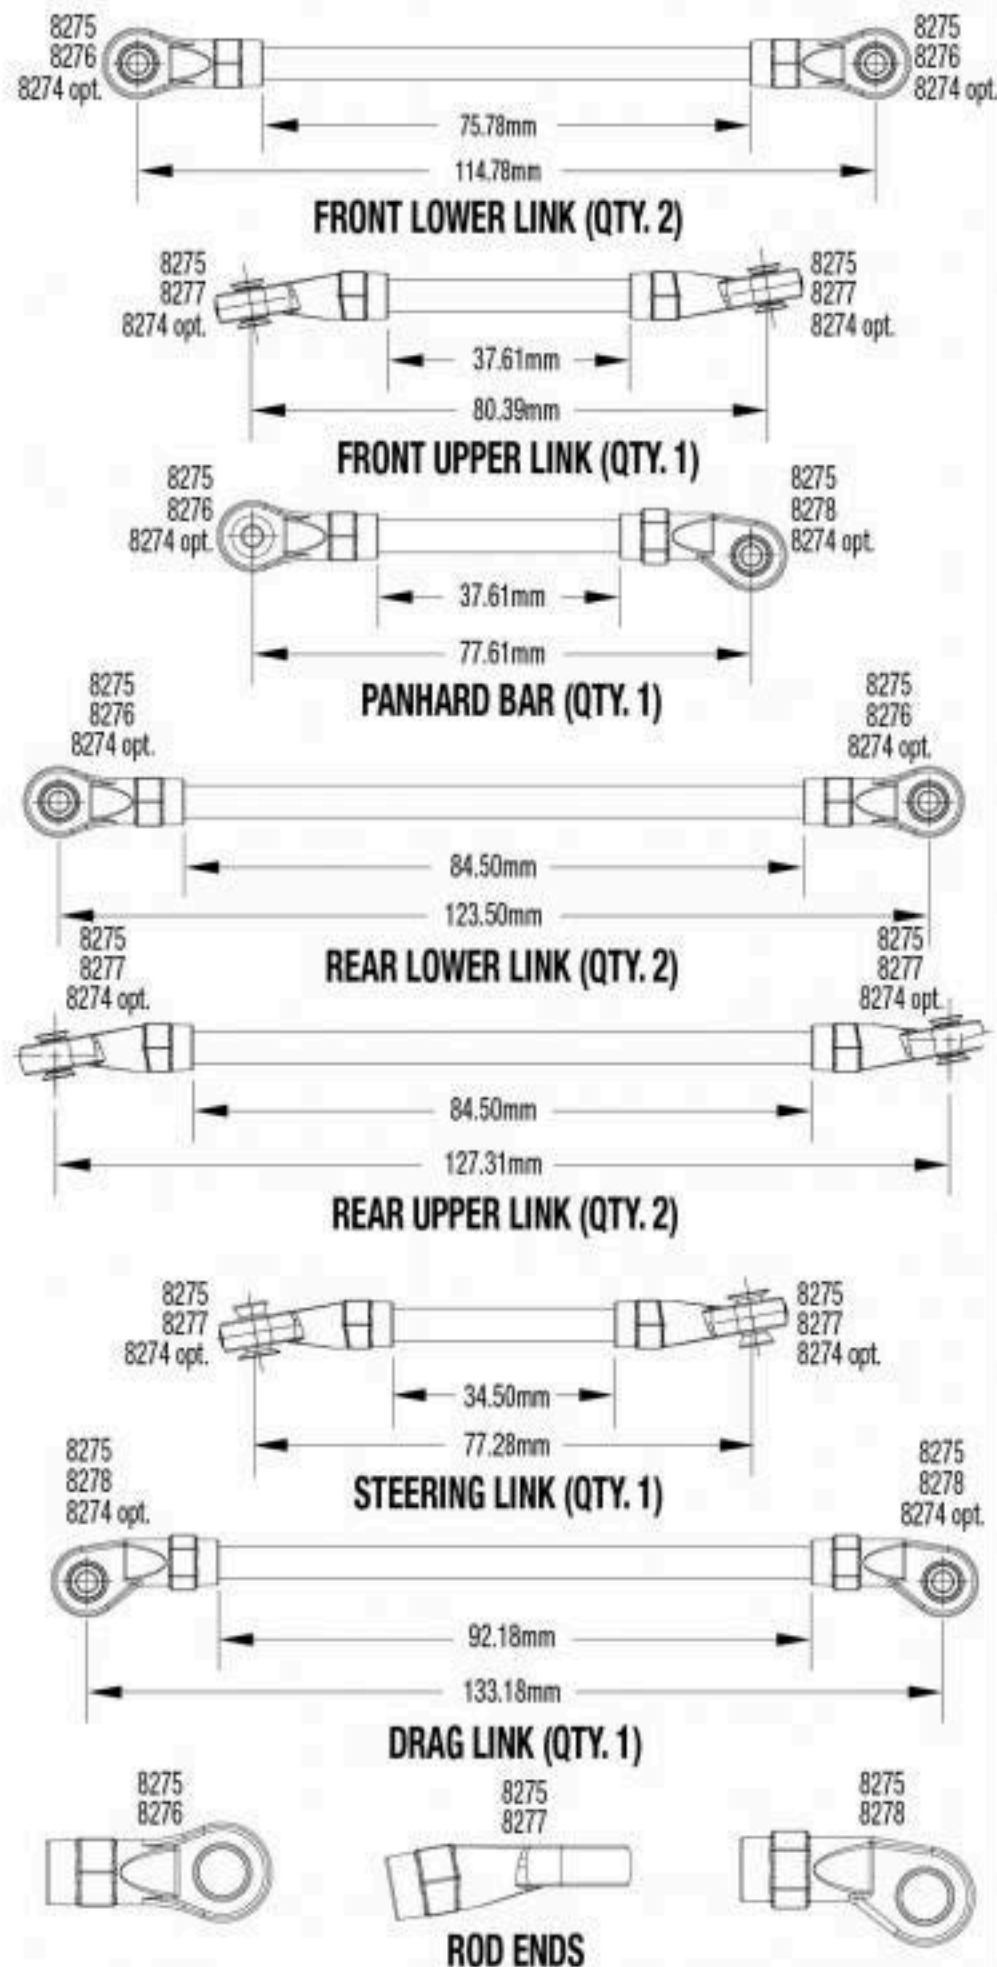 8275
8276
8274 opt.
8275
8276
8274 opt.
75.78mm
114.78mm
FRONT LOWER LINK (QTY. 2)
8275
8277
8274 opt.
8275
8277
8274 opt.
37.61mm
80.39mm
FRONT UPPER LINK (QTY. 1)
8275
8276
8274 opt.
8275
8278
8274 opt.
37.61mm
77.61mm
PANHARD BAR (QTY. 1)
8275
8276
8274 opt.
8275
8276
8274 opt.
84.50mm
123.50mm
REAR LOWER LINK (QTY. 2)
8275
8277
8274 opt.
8275
8277
8274 opt.
84.50mm
127.31mm
REAR UPPER LINK (QTY. 2)
8275
8277
8274 opt.
8275
8277
8274 opt.
34.50mm
77.28mm
STEERING LINK (QTY. 1)
8275
8278
8274 opt.
8275
8278
8274 opt.
92.18mm
133.18mm
DRAG LINK (QTY. 1)
8275
8276
8275
8277
8275
8278
ROD ENDS